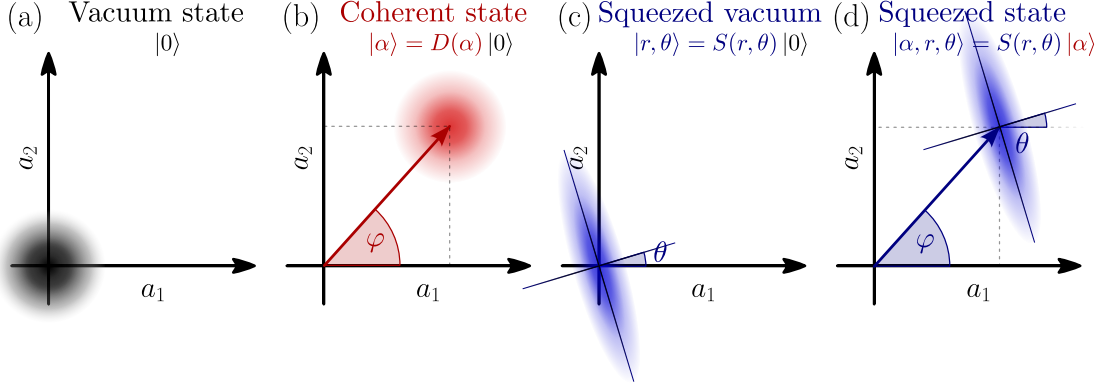 (a) Vacuum state
|0⟩
a₂
a₁
(b) Coherent state
|α⟩ = D(α) |0⟩
a₂
φ
a₁
(c) Squeezed vacuum
|r, θ⟩ = S(r, θ) |0⟩
a₂
θ
a₁
(d) Squeezed state
|α, r, θ⟩ = S(r, θ) |α⟩
a₂
θ
φ
a₁